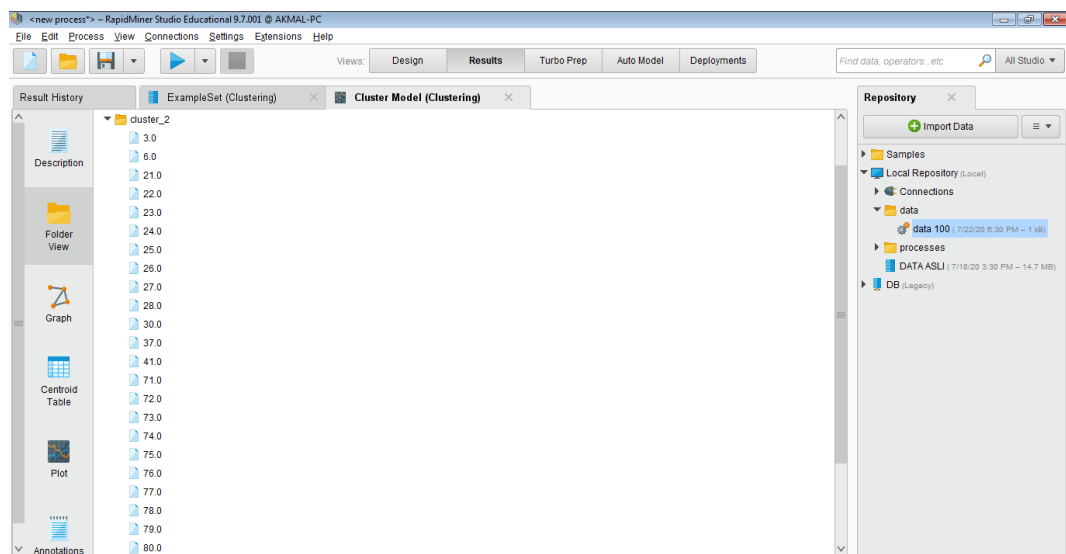 <new process*> – RapidMiner Studio Educational 9.7.001 @ AKMAL-PC
File Edit Process View Connections Settings Extensions Help
Views: Design Results Turbo Prep Auto Model Deployments
Find data, operators...etc
All Studio
Result History
ExampleSet (Clustering)
Cluster Model (Clustering)
Description
Folder
View
Graph
Centroid
Table
Plot
Annotations
cluster_2
3.0
6.0
21.0
22.0
23.0
24.0
25.0
26.0
27.0
28.0
30.0
37.0
41.0
71.0
72.0
73.0
74.0
75.0
76.0
77.0
78.0
79.0
80.0
Repository
Import Data
Samples
Local Repository (Local)
Connections
data
data 100 ( 7/22/20 6:30 PM – 1 kB)
processes
DATA ASLI ( 7/18/20 3:30 PM – 14.7 MB)
DB (Legacy)